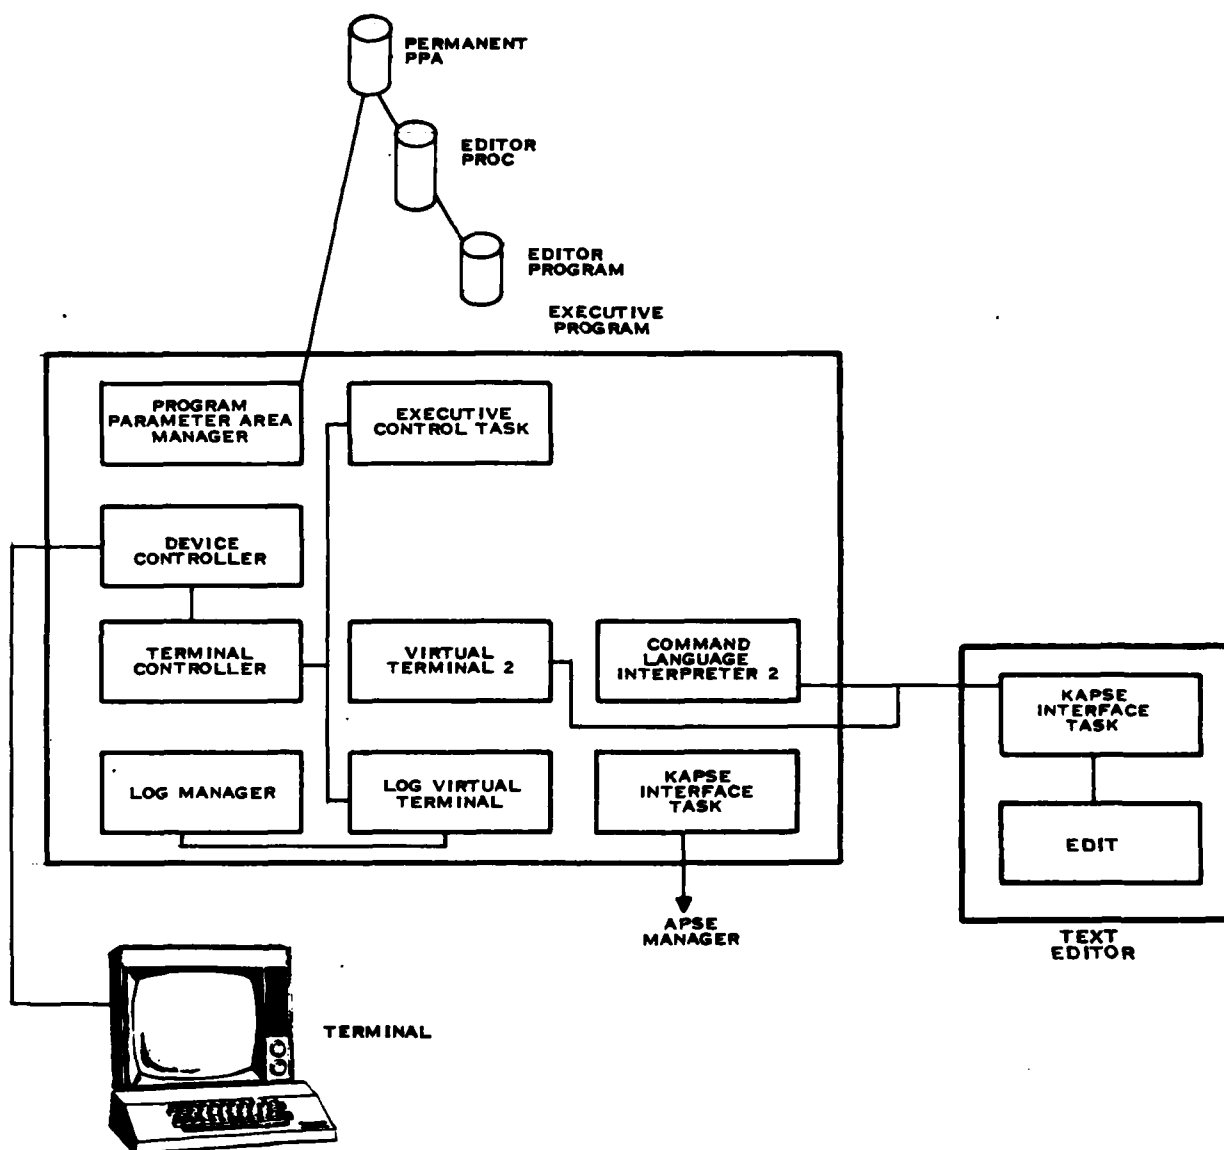 PERMANENT
PPA
EDITOR
PROC
EDITOR
PROGRAM
EXECUTIVE
PROGRAM
PROGRAM
PARAMETER AREA
MANAGER
EXECUTIVE
CONTROL TASK
DEVICE
CONTROLLER
TERMINAL
CONTROLLER
VIRTUAL
TERMINAL 2
COMMAND
LANGUAGE
INTERPRETER 2
KAPSE
INTERFACE
TASK
LOG MANAGER
LOG VIRTUAL
TERMINAL
KAPSE
INTERFACE
TASK
EDIT
APSE
MANAGER
TEXT
EDITOR
TERMINAL